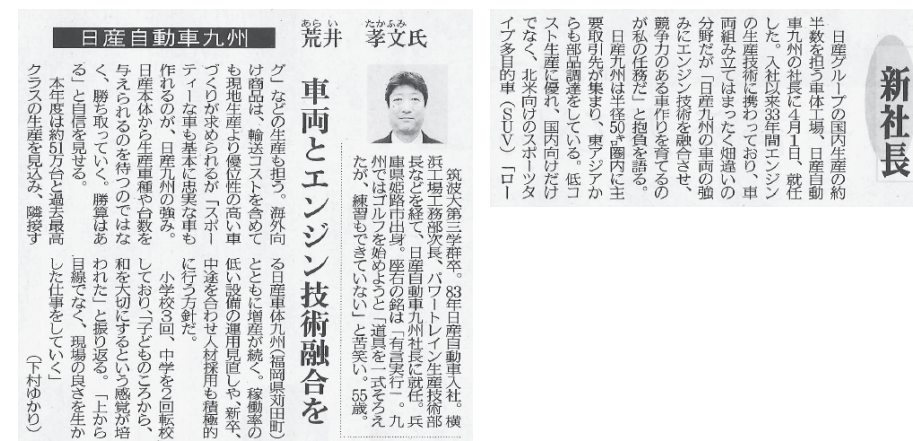 新社長
日産グループの国内生産の約
半数を担う車体工場、日産自動
車九州の社長に4月1日、就任
した。入社以来33年間エンジン
の生産技術に携わっており、車
両組み立てはまったく畑違いの
分野だが「日産九州の車両の強
みにエンジン技術を融合させ、
競争力のある車作りを育てるの
が私の任務だ」と抱負を語る。
日産九州は半径50㌔圏内に主
要取引先が集まり、東アジアか
らも部品調達をしている。低コ
スト生産に優れ、国内向けだけ
でなく、北米向けのスポーツタ
イプ多目的車（SUV）「ロー
日産自動車九州
あらい たかふみ
荒井 孝文氏
車両とエンジン技術融合を
筑波大第三学群卒。83年日産自動車入社。横
浜工場工務部次長、パワートレイン生産技術部
長などを経て、日産自動車九州社長に就任。兵
庫県姫路市出身。座右の銘は「有言実行」。九
州ではゴルフを始めようと「道具を一式そろえ
たが、練習もできていない」と苦笑い。55歳。
グ」などの生産も担う。海外向
け商品は、輸送コストを含めて
も現地生産より優位性の高い車
づくりが求められるが「スポー
ティーな車も基本に忠実な車も
作れるのが、日産九州の強み。
日産本体から生産車種や台数を
与えられるのを待つのではな
く、勝ち取っていく。勝算はあ
る」と自信を見せる。
本年度は約51万台と過去最高
クラスの生産を見込み、隣接す
る日産車体九州（福岡県苅田町）
とともに増産が続く。稼働率の
低い設備の運用見直しや、新卒、
中途を合わせ人材採用も積極的
に行う方針だ。
小学校3回、中学を2回転校
しており、「子どものころから、
和を大切にするという感覚が培
われた」と振り返る。「上から
目線でなく、現場の良さを生か
した仕事をしていく」
（下村ゆかり）